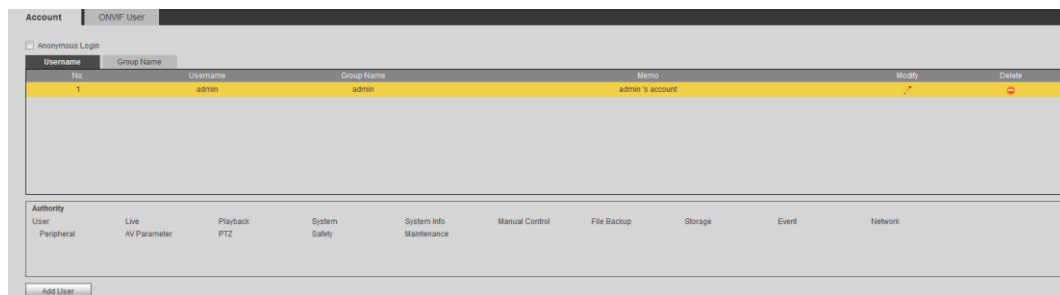 Account ONVIF User
Anonymous Login
Username Group Name
No. Username Group Name Memo Modify Delete
1 admin admin admin 's account
Authority
User Live Playback System System Info Manual Control File Backup Storage Event Network
Peripheral AV Parameter PTZ Safety Maintenance
Add User